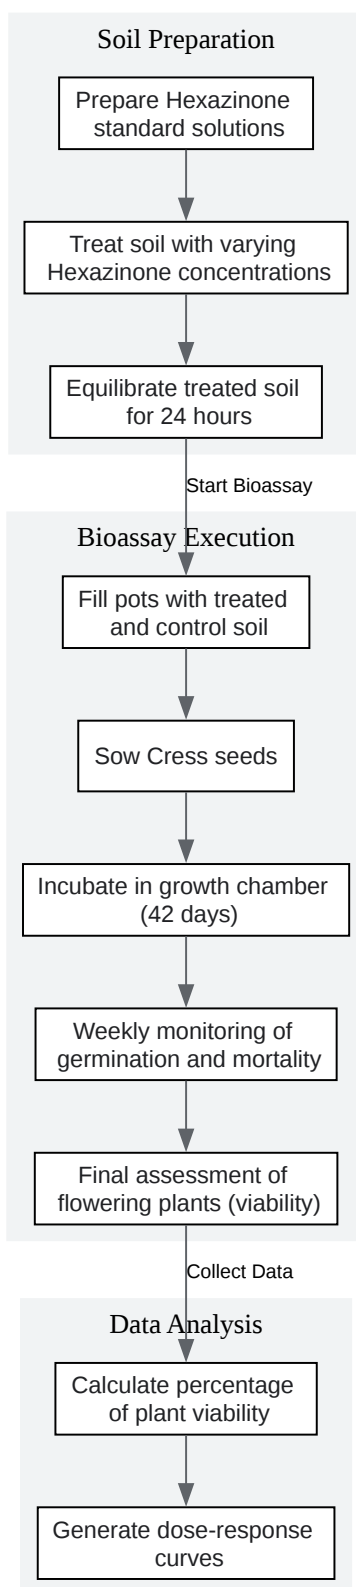 Soil Preparation
Prepare Hexazinone
standard solutions
Treat soil with varying
Hexazinone concentrations
Equilibrate treated soil
for 24 hours
Start Bioassay
Bioassay Execution
Fill pots with treated
and control soil
Sow Cress seeds
Incubate in growth chamber
(42 days)
Weekly monitoring of
germination and mortality
Final assessment of
flowering plants (viability)
Collect Data
Data Analysis
Calculate percentage
of plant viability
Generate dose-response
curves